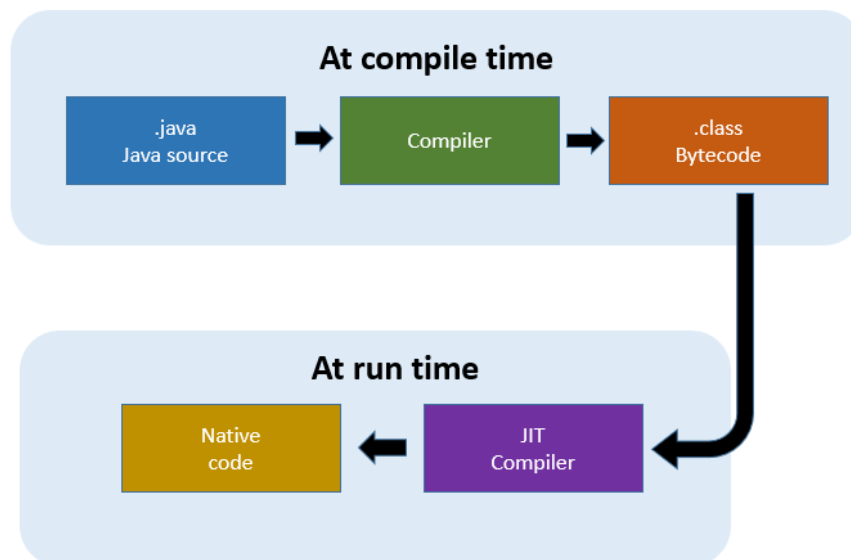 At compile time
.java
Java source
Compiler
.class
Bytecode
At run time
Native
code
JIT
Compiler